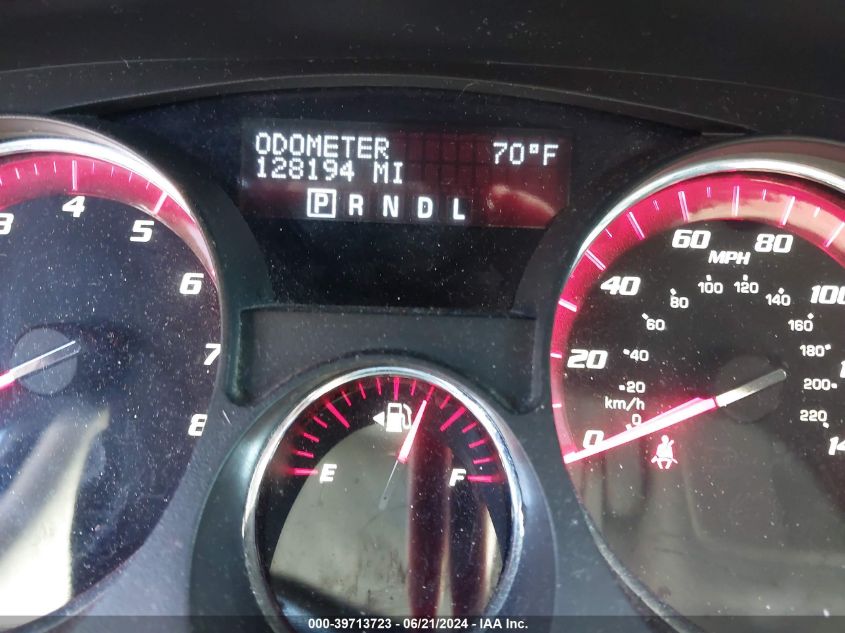 ODOMETER 70°F
128194 MI
P R N D L
3 4 5 6 7 8
E F
0 20 40 60 80 100
MPH
0 20 40 60 80 100 120 140 160 180 200 220
km/h
000-39713723 - 06/21/2024 - IAA Inc.